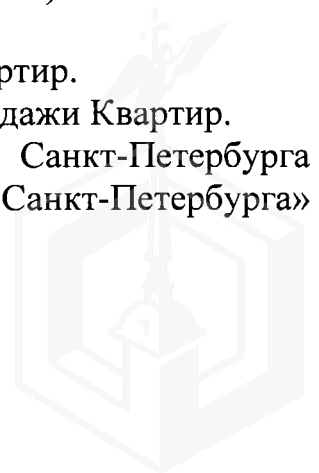 ртир.
дажи Квартир.
Санкт-Петербурга
Санкт-Петербурга»